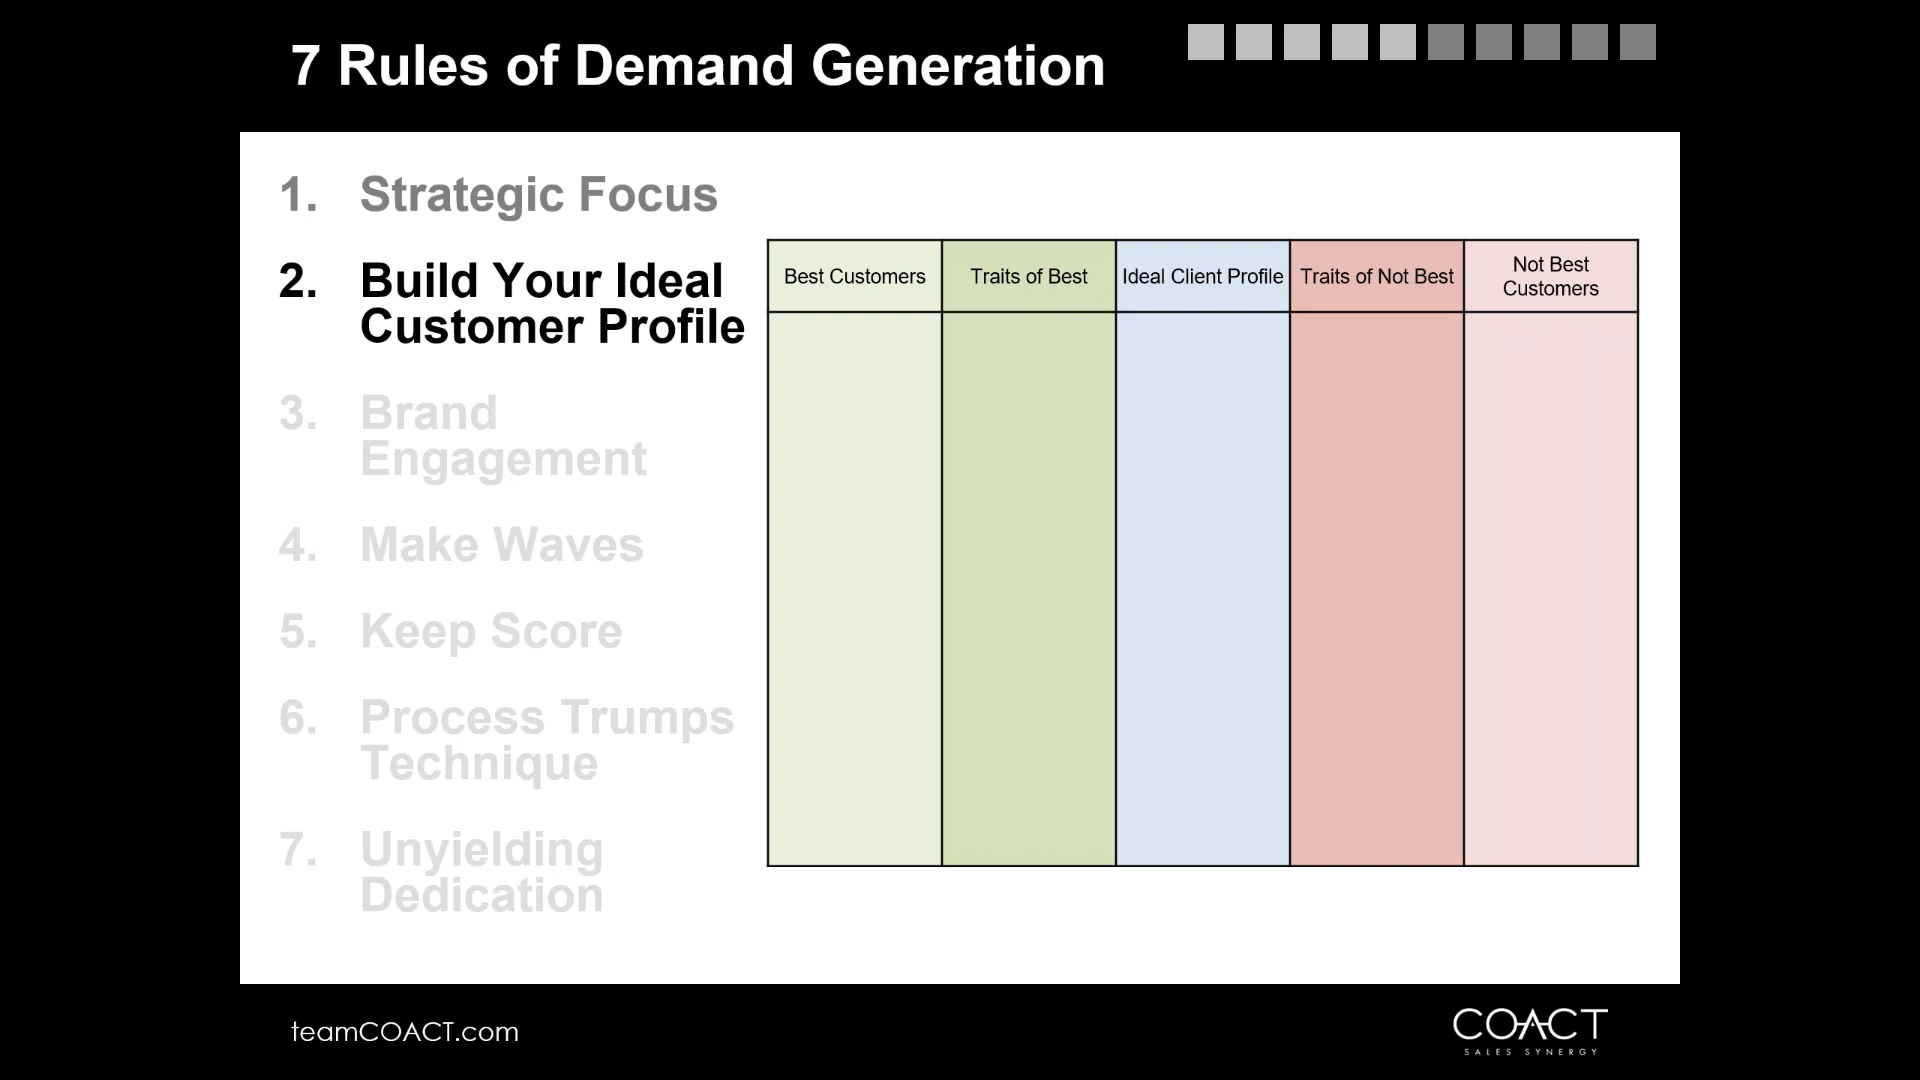 7 Rules of Demand Generation
1. Strategic Focus
2. Build Your Ideal
Customer Profile
3. Brand
Engagement
4. Make Waves
5. Keep Score
6. Process Trumps
Technique
7. Unyielding
Dedication
Best Customers
Traits of Best
Ideal Client Profile
Traits of Not Best
Not Best
Customers
teamCOACT.com
COACT
SALES SYNERGY